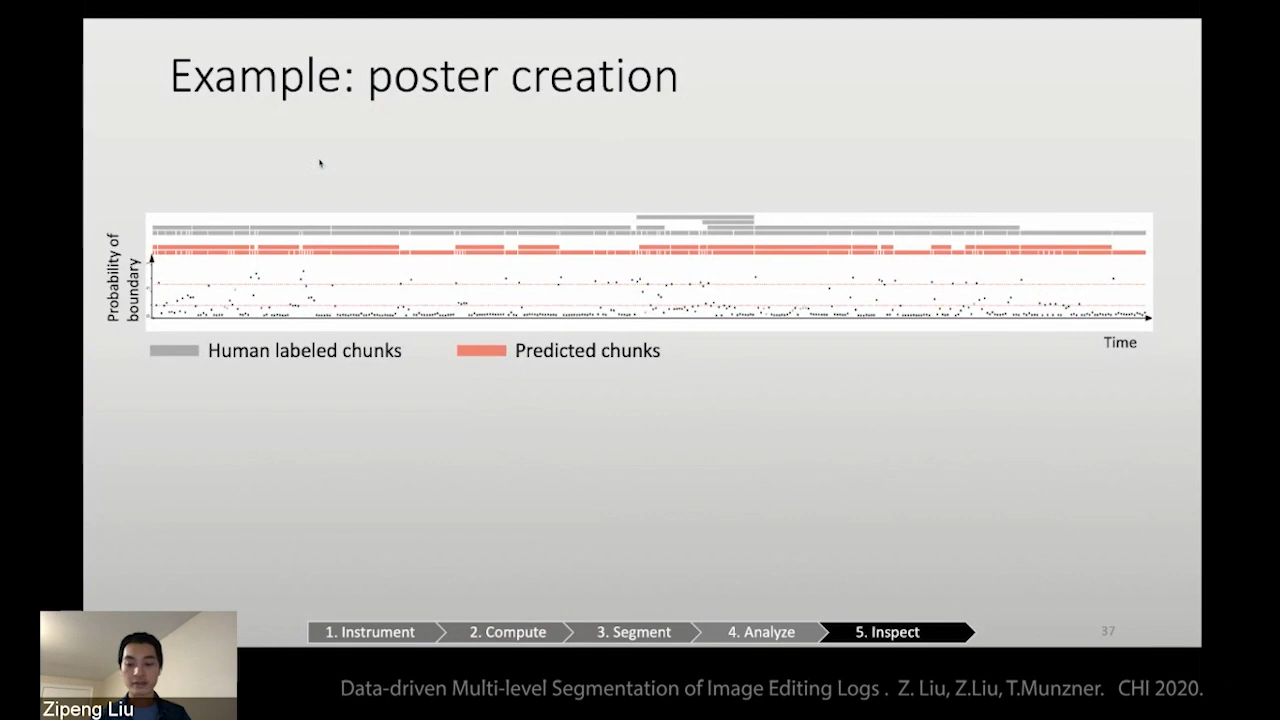 Example: poster creation
Probability of
boundary
Time
Human labeled chunks
Predicted chunks
1. Instrument
2. Compute
3. Segment
4. Analyze
5. Inspect
37
Data-driven Multi-level Segmentation of Image Editing Logs . Z. Liu, Z.Liu, T.Munzner. CHI 2020.
Zipeng Liu